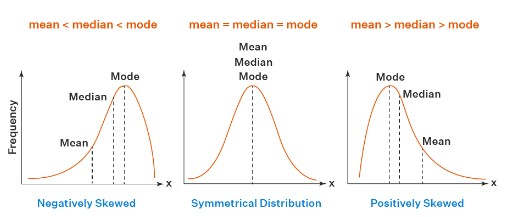 mean < median < mode
Frequency
Mode
Median
Mean
x
Negatively Skewed
mean = median = mode
Mean
Median
Mode
x
Symmetrical Distribution
mean > median > mode
Mode
Median
Mean
x
Positively Skewed